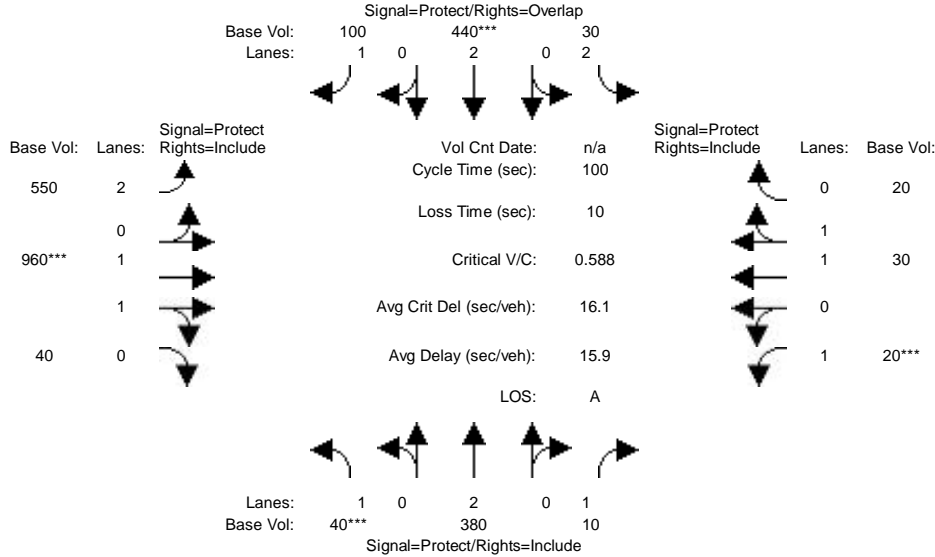 Signal=Protect/Rights=Overlap
Base Vol: 100 440*** 30
Lanes: 1 0 2 0 2
Signal=Protect
Rights=Include
Base Vol: Lanes:
550 2
0
960*** 1
1
40 0
Vol Cnt Date: n/a
Cycle Time (sec): 100
Loss Time (sec): 10
Critical V/C: 0.588
Avg Crit Del (sec/veh): 16.1
Avg Delay (sec/veh): 15.9
LOS: A
Signal=Protect
Rights=Include
Lanes: Base Vol:
0 20
1
1 30
0
1 20***
Lanes: 1 0 2 0 1
Base Vol: 40*** 380 10
Signal=Protect/Rights=Include